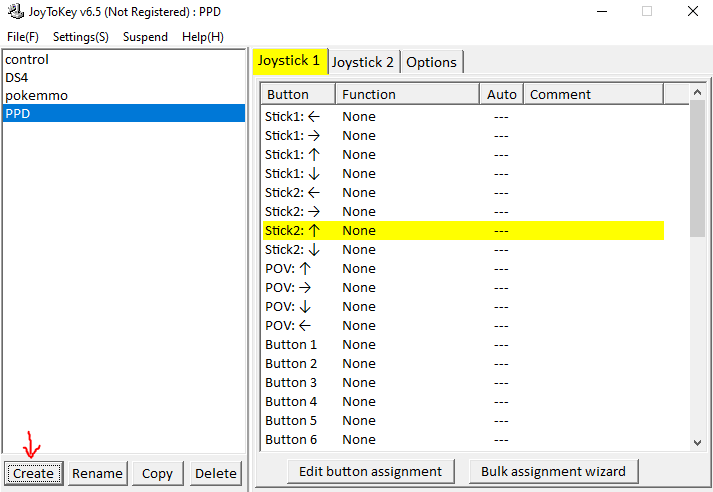 JoyToKey v6.5 (Not Registered) : PPD
File(F) Settings(S) Suspend Help(H)
control
DS4
pokemmo
PPD
Create Rename Copy Delete
Joystick 1 Joystick 2 Options
Button Function Auto Comment
Stick1: ← None ---
Stick1: → None ---
Stick1: ↑ None ---
Stick1: ↓ None ---
Stick2: ← None ---
Stick2: → None ---
Stick2: ↑ None ---
Stick2: ↓ None ---
POV: ↑ None ---
POV: → None ---
POV: ↓ None ---
POV: ← None ---
Button 1 None ---
Button 2 None ---
Button 3 None ---
Button 4 None ---
Button 5 None ---
Button 6 None ---
Edit button assignment Bulk assignment wizard